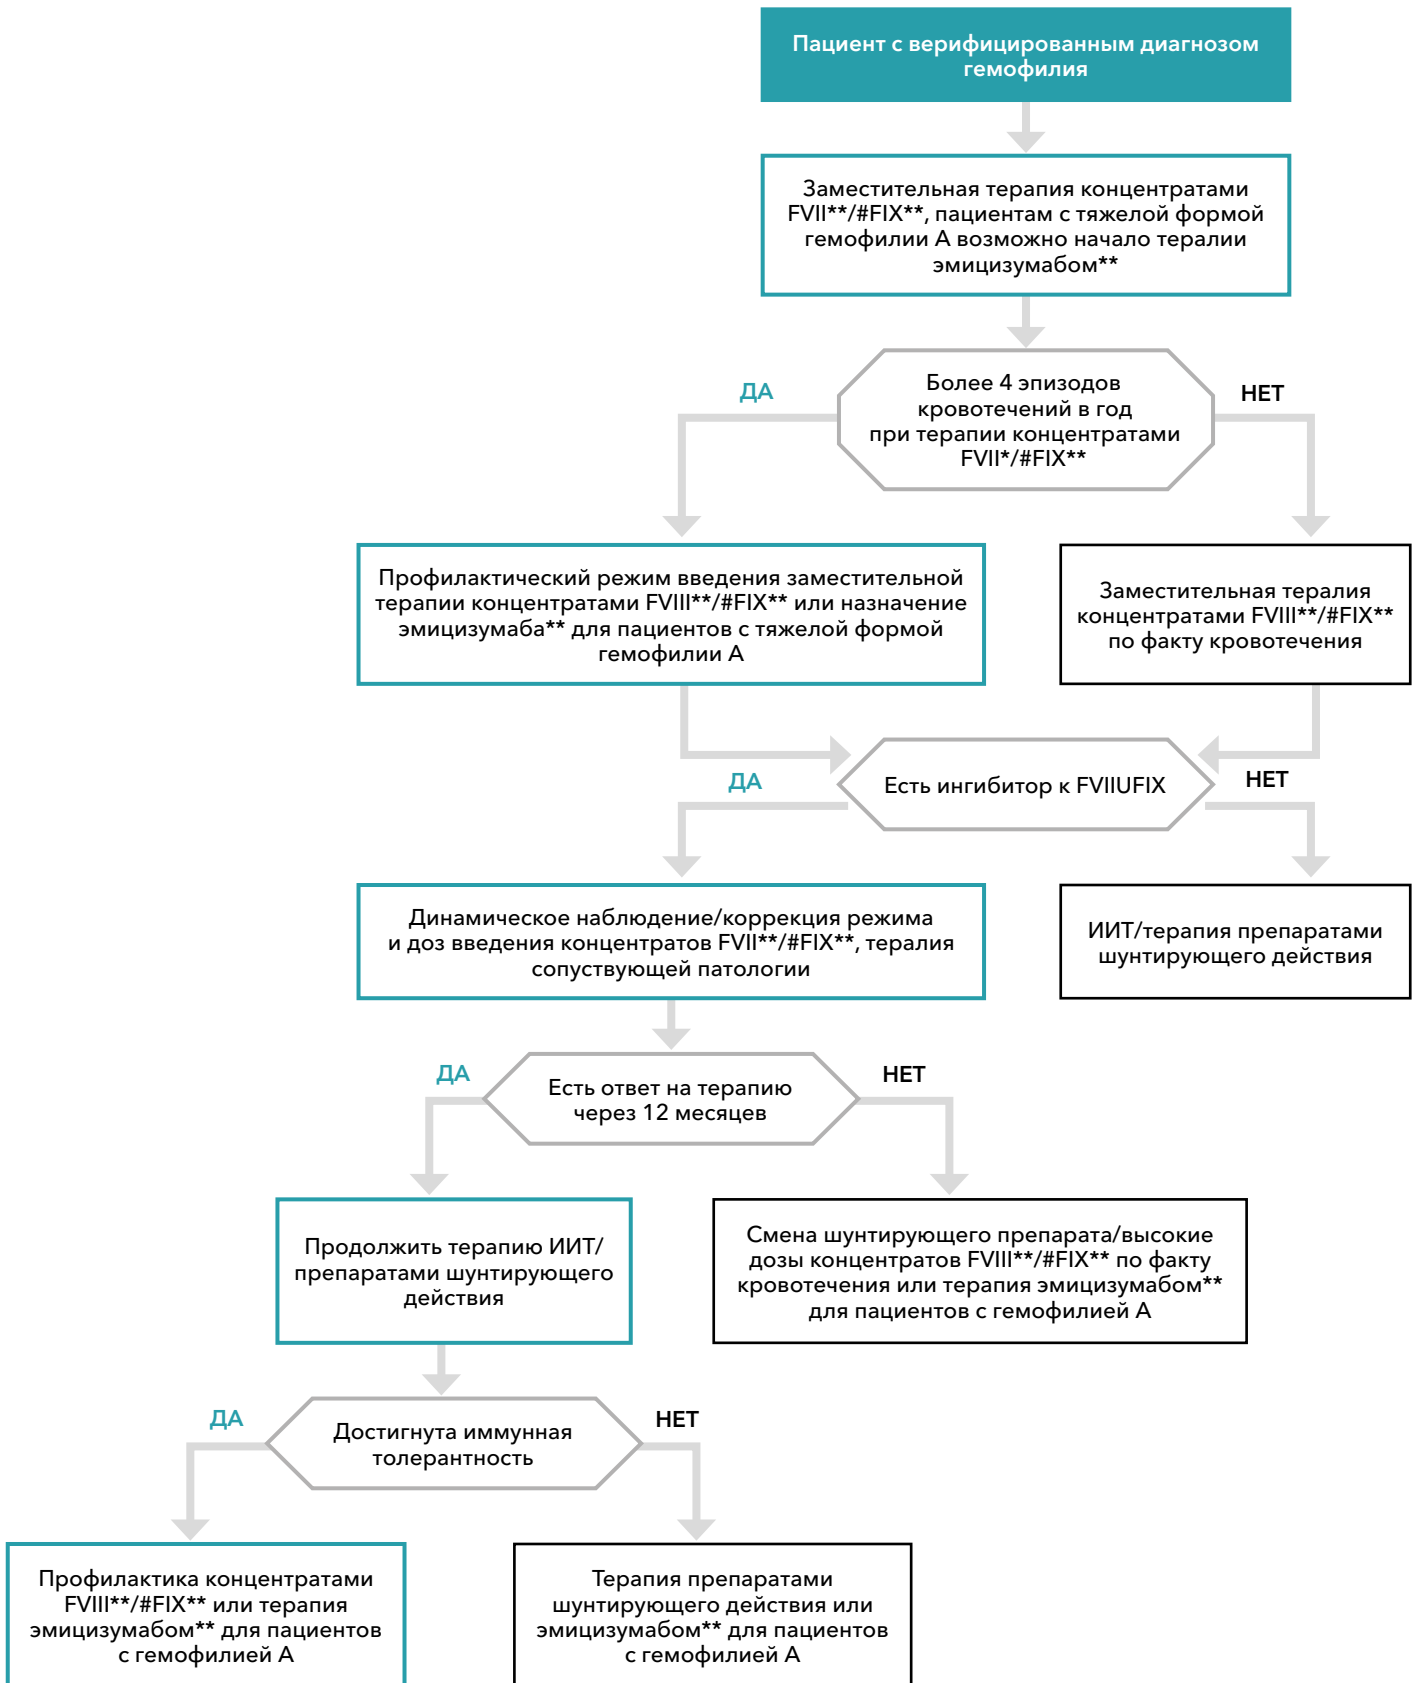 Пациент с верифицированным диагнозом
гемофилия
Заместительная терапия концентратами
FVII**/#FIX**, пациентам с тяжелой формой
гемофилии А возможно начало тералии
эмицизумабом**
Более 4 эпизодов
кровотечений в год
при терапии концентратами
FVII*/#FIX**
ДА
НЕТ
Профилактический режим введения заместительной
терапии концентратами FVIII**/#FIX** или назначение
эмицизумаба** для пациентов с тяжелой формой
гемофилии А
Заместительная тералия
концентратами FVIII**/#FIX**
по факту кровотечения
Есть ингибитор к FVIIUFIX
ДА
НЕТ
Динамическое наблюдение/коррекция режима
и доз введения концентратов FVII**/#FIX**, тералия
сопуствующей патологии
ИИТ/терапия препаратами
шунтирующего действия
Есть ответ на терапию
через 12 месяцев
ДА
НЕТ
Продолжить терапию ИИТ/
препаратами шунтирующего
действия
Смена шунтирующего препарата/высокие
дозы концентратов FVIII**/#FIX** по факту
кровотечения или терапия эмицизумабом**
для пациентов с гемофилией А
Достигнута иммунная
толерантность
ДА
НЕТ
Профилактика концентратами
FVIII**/#FIX** или терапия
эмицизумабом** для пациентов
с гемофилией А
Терапия препаратами
шунтирующего действия или
эмицизумабом** для пациентов
с гемофилией А